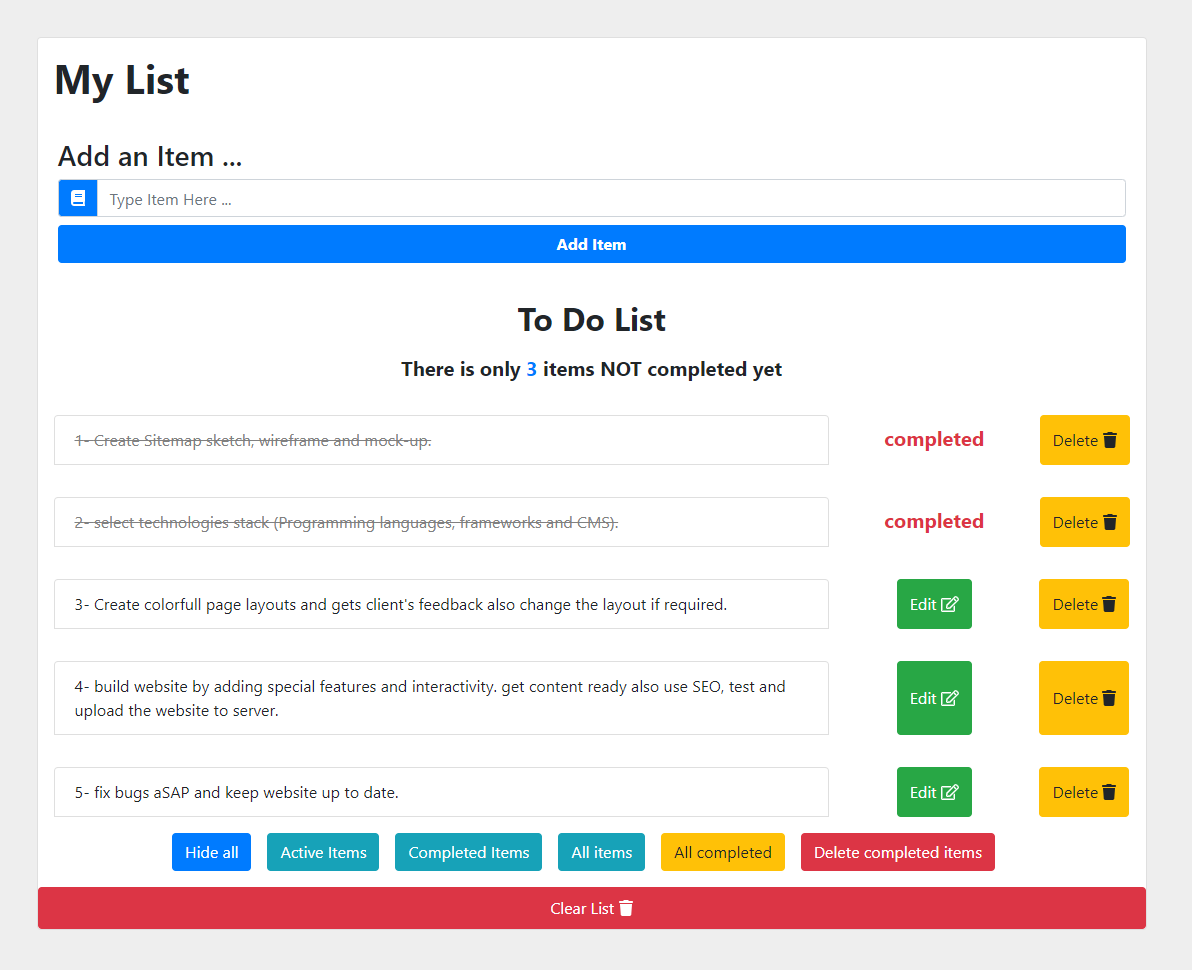 My List
Add an Item ...
Type Item Here ...
Add Item
To Do List
There is only 3 items NOT completed yet
1- Create Sitemap sketch, wireframe and mock-up.
completed
Delete
2- select technologies stack (Programming languages, frameworks and CMS).
completed
Delete
3- Create colorfull page layouts and gets client's feedback also change the layout if required.
Edit
Delete
4- build website by adding special features and interactivity. get content ready also use SEO, test and
upload the website to server.
Edit
Delete
5- fix bugs aSAP and keep website up to date.
Edit
Delete
Hide all
Active Items
Completed Items
All items
All completed
Delete completed items
Clear List